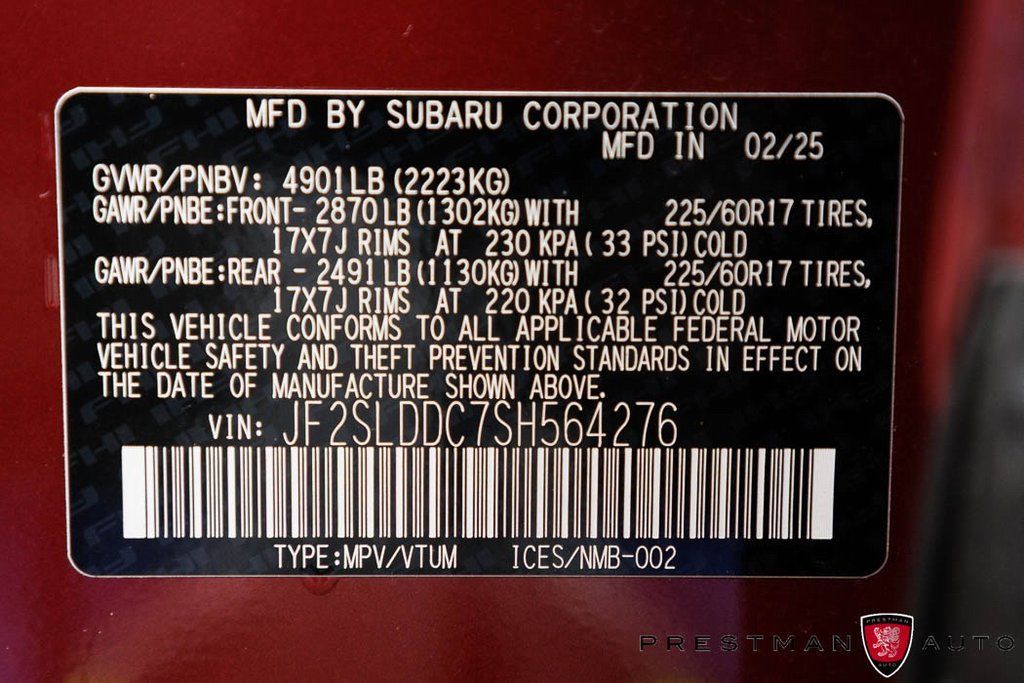 MFD BY SUBARU CORPORATION
MFD IN 02/25
GVWR/PNBV: 4901LB (2223KG)
GAWR/PNBE:FRONT- 2870 LB (1302KG) WITH 225/60R17 TIRES,
17X7J RIMS AT 230 KPA ( 33 PSI) COLD
GAWR/PNBE:REAR - 2491 LB (1130KG) WITH 225/60R17 TIRES,
17X7J RIMS AT 220 KPA ( 32 PSI) COLD
THIS VEHICLE CONFORMS TO ALL APPLICABLE FEDERAL MOTOR
VEHICLE SAFETY AND THEFT PREVENTION STANDARDS IN EFFECT ON
THE DATE OF MANUFACTURE SHOWN ABOVE.
VIN: JF2SLDDC7SH564276
TYPE:MPV/VTUM ICES/NMB-002
PRESTMAN AUTO
PRESTMAN
AUTO